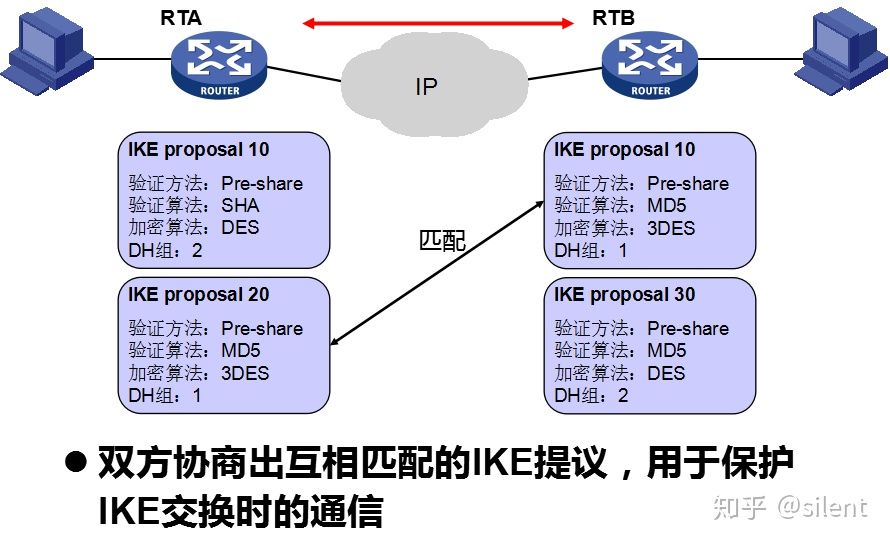 RTA
RTB
ROUTER
IP
ROUTER
IKE proposal 10
验证方法：Pre-share
验证算法：SHA
加密算法：DES
DH组：2
IKE proposal 10
验证方法：Pre-share
验证算法：MD5
加密算法：3DES
DH组：1
匹配
IKE proposal 20
验证方法：Pre-share
验证算法：MD5
加密算法：3DES
DH组：1
IKE proposal 30
验证方法：Pre-share
验证算法：MD5
加密算法：DES
DH组：2
●双方协商出互相匹配的IKE提议，用于保护
IKE交换时的通信
知乎 @silent